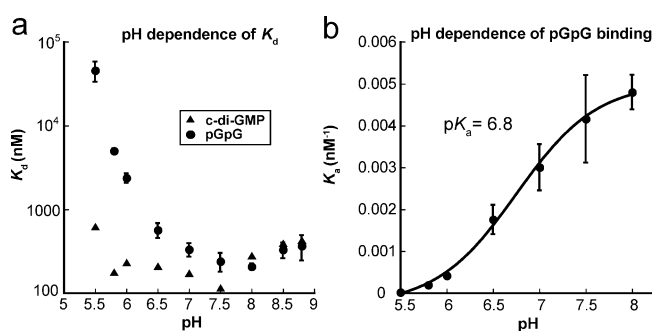 a
pH dependence of Kd
10^5
10^4
1000
100
Kd (nM)
c-di-GMP
pGpG
5 5.5 6 6.5 7 7.5 8 8.5 9
pH
b
pH dependence of pGpG binding
0.006
0.005
0.004
0.003
0.002
0.001
0
Ka (nM-1)
pKa = 6.8
5.5 6 6.5 7 7.5 8
pH